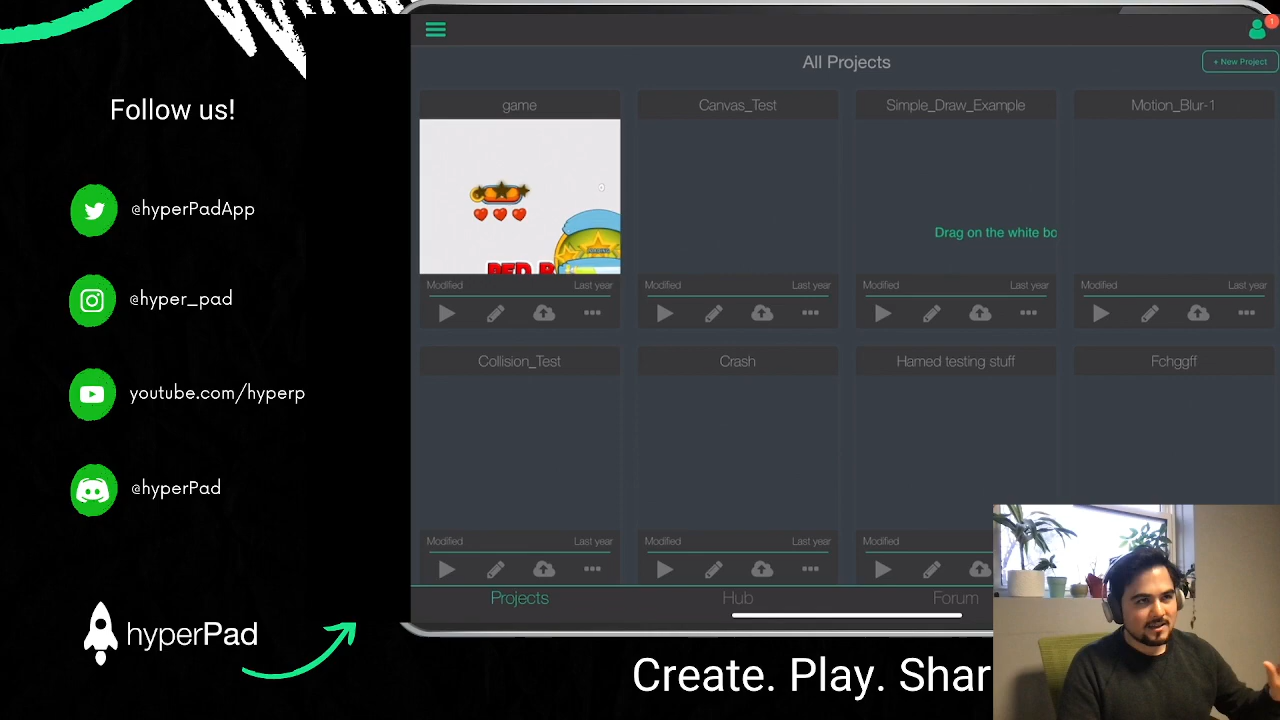 All Projects
+ New Project
1
Follow us!
@hyperPadApp
@hyper_pad
youtube.com/hyperp
@hyperPad
hyperPad
game
Canvas_Test
Simple_Draw_Example
Motion_Blur-1
Drag on the white bo
RED B
Modified Last year
Modified Last year
Modified Last year
Modified Last year
Collision_Test
Crash
Hamed testing stuff
Fchggff
Modified Last year
Modified Last year
Modified
Projects
Hub
Forum
Create. Play. Shar